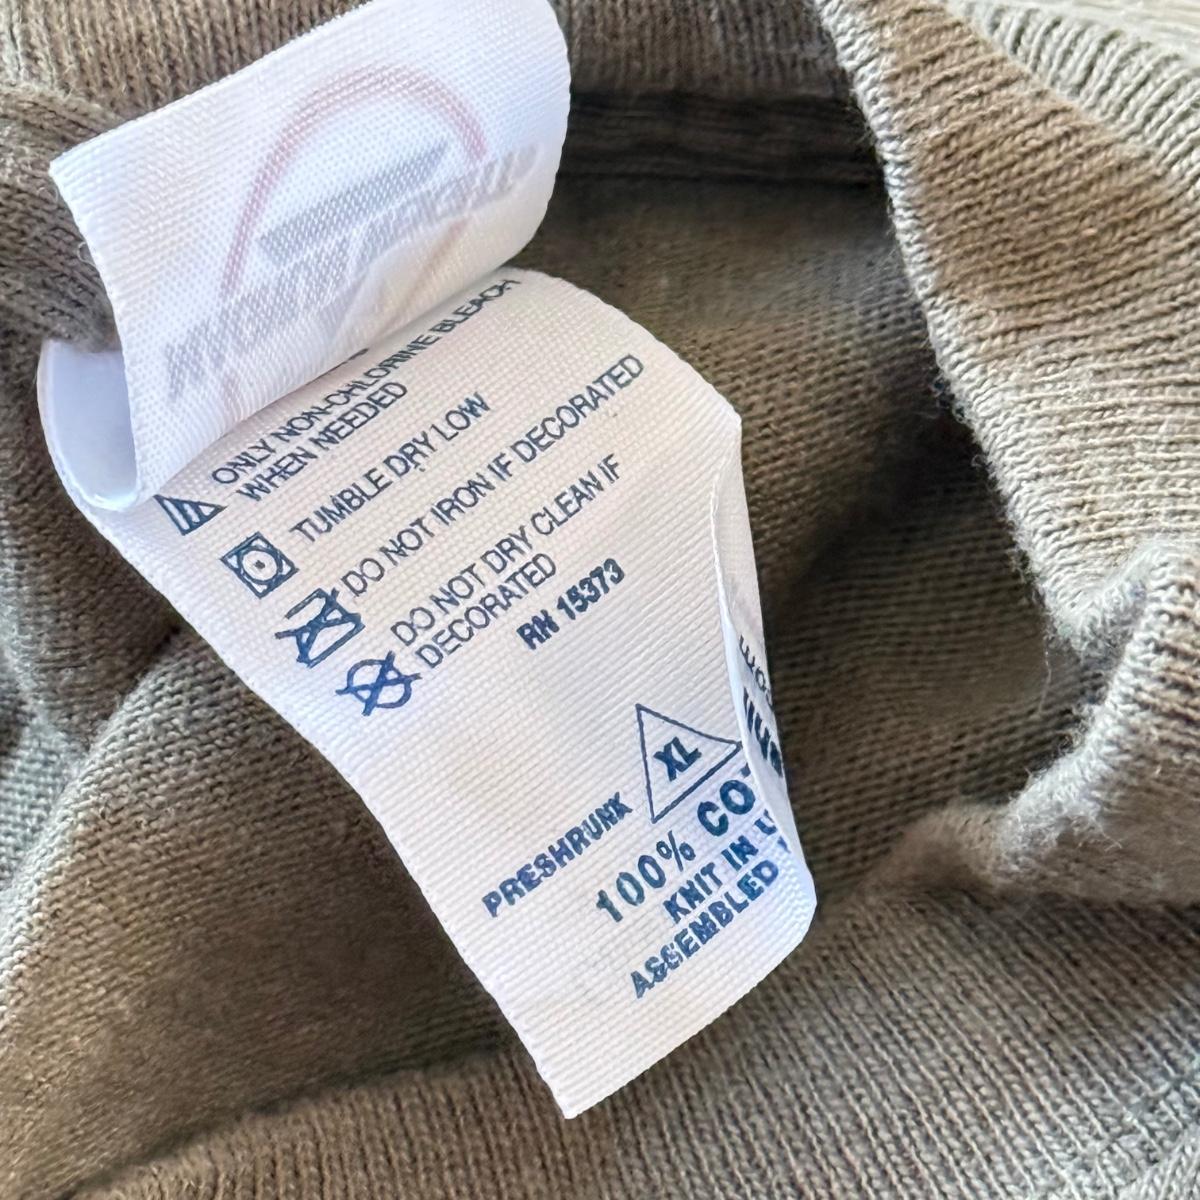 ONLY NON-CHLORINE BLEACH
WHEN NEEDED
TUMBLE DRY LOW
DO NOT IRON IF DECORATED
DO NOT DRY CLEAN IF
DECORATED
RN 15373
XL
PRESHRUNK
100% CO
KNIT IN U
ASSEMBLED